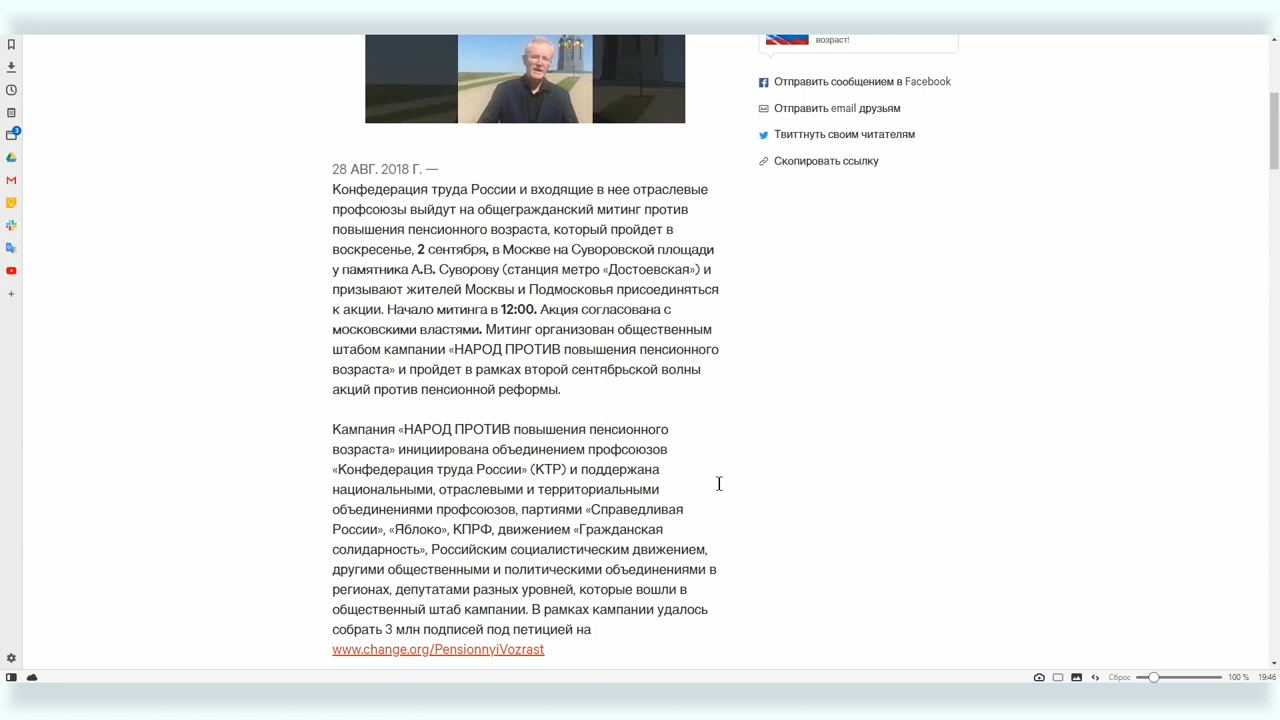 возраст!
Отправить сообщением в Facebook
Отправить email друзьям
Твиттнуть своим читателям
Скопировать ссылку
28 АВГ. 2018 Г. —
Конфедерация труда России и входящие в нее отраслевые
профсоюзы выйдут на общегражданский митинг против
повышения пенсионного возраста, который пройдет в
воскресенье, 2 сентября, в Москве на Суворовской площади
у памятника А.В. Суворову (станция метро «Достоевская») и
призывают жителей Москвы и Подмосковья присоединяться
к акции. Начало митинга в 12:00. Акция согласована с
московскими властями. Митинг организован общественным
штабом кампании «НАРОД ПРОТИВ повышения пенсионного
возраста» и пройдет в рамках второй сентябрьской волны
акций против пенсионной реформы.
Кампания «НАРОД ПРОТИВ повышения пенсионного
возраста» инициирована объединением профсоюзов
«Конфедерация труда России» (КТР) и поддержана
национальными, отраслевыми и территориальными
объединениями профсоюзов, партиями «Справедливая
России», «Яблоко», КПРФ, движением «Гражданская
солидарность», Российским социалистическим движением,
другими общественными и политическими объединениями в
регионах, депутатами разных уровней, которые вошли в
общественный штаб кампании. В рамках кампании удалось
собрать 3 млн подписей под петицией на
www.change.org/PensionnyiVozrast
3
Сброс
100 %
19:46